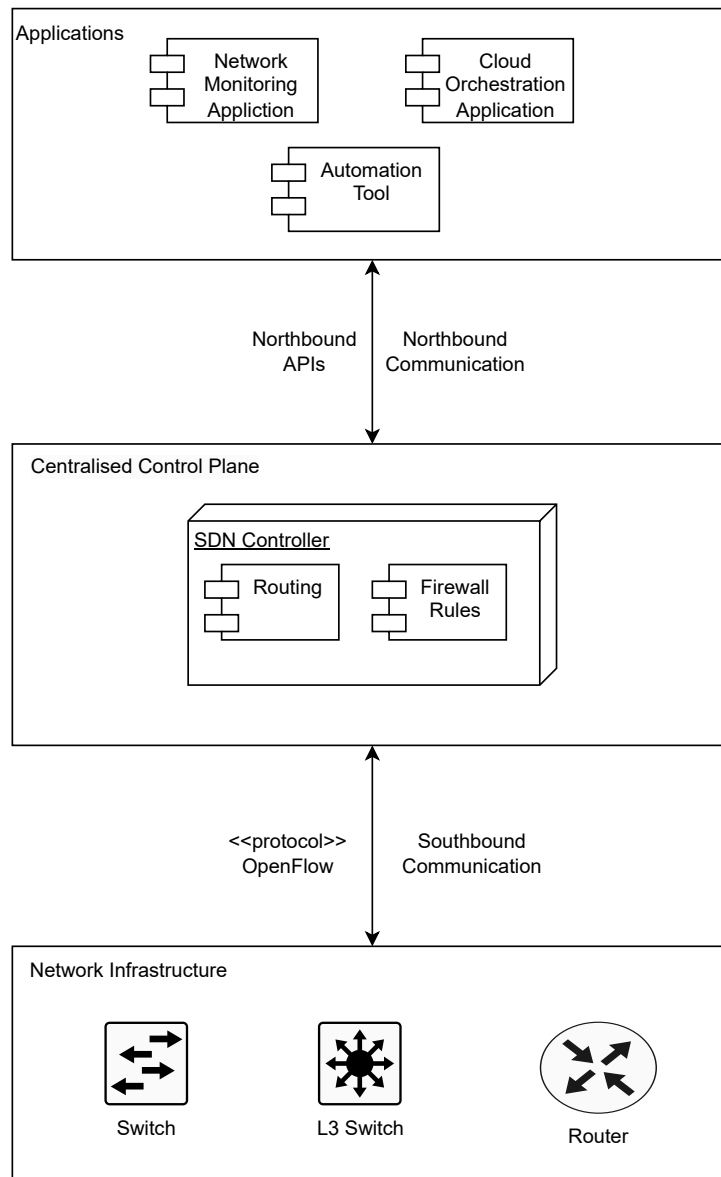 Applications
Network
Monitoring
Appliction
Cloud
Orchestration
Application
Automation
Tool
Northbound
APIs
Northbound
Communication
Centralised Control Plane
SDN Controller
Routing
Firewall
Rules
<<protocol>>
OpenFlow
Southbound
Communication
Network Infrastructure
Switch
L3 Switch
Router